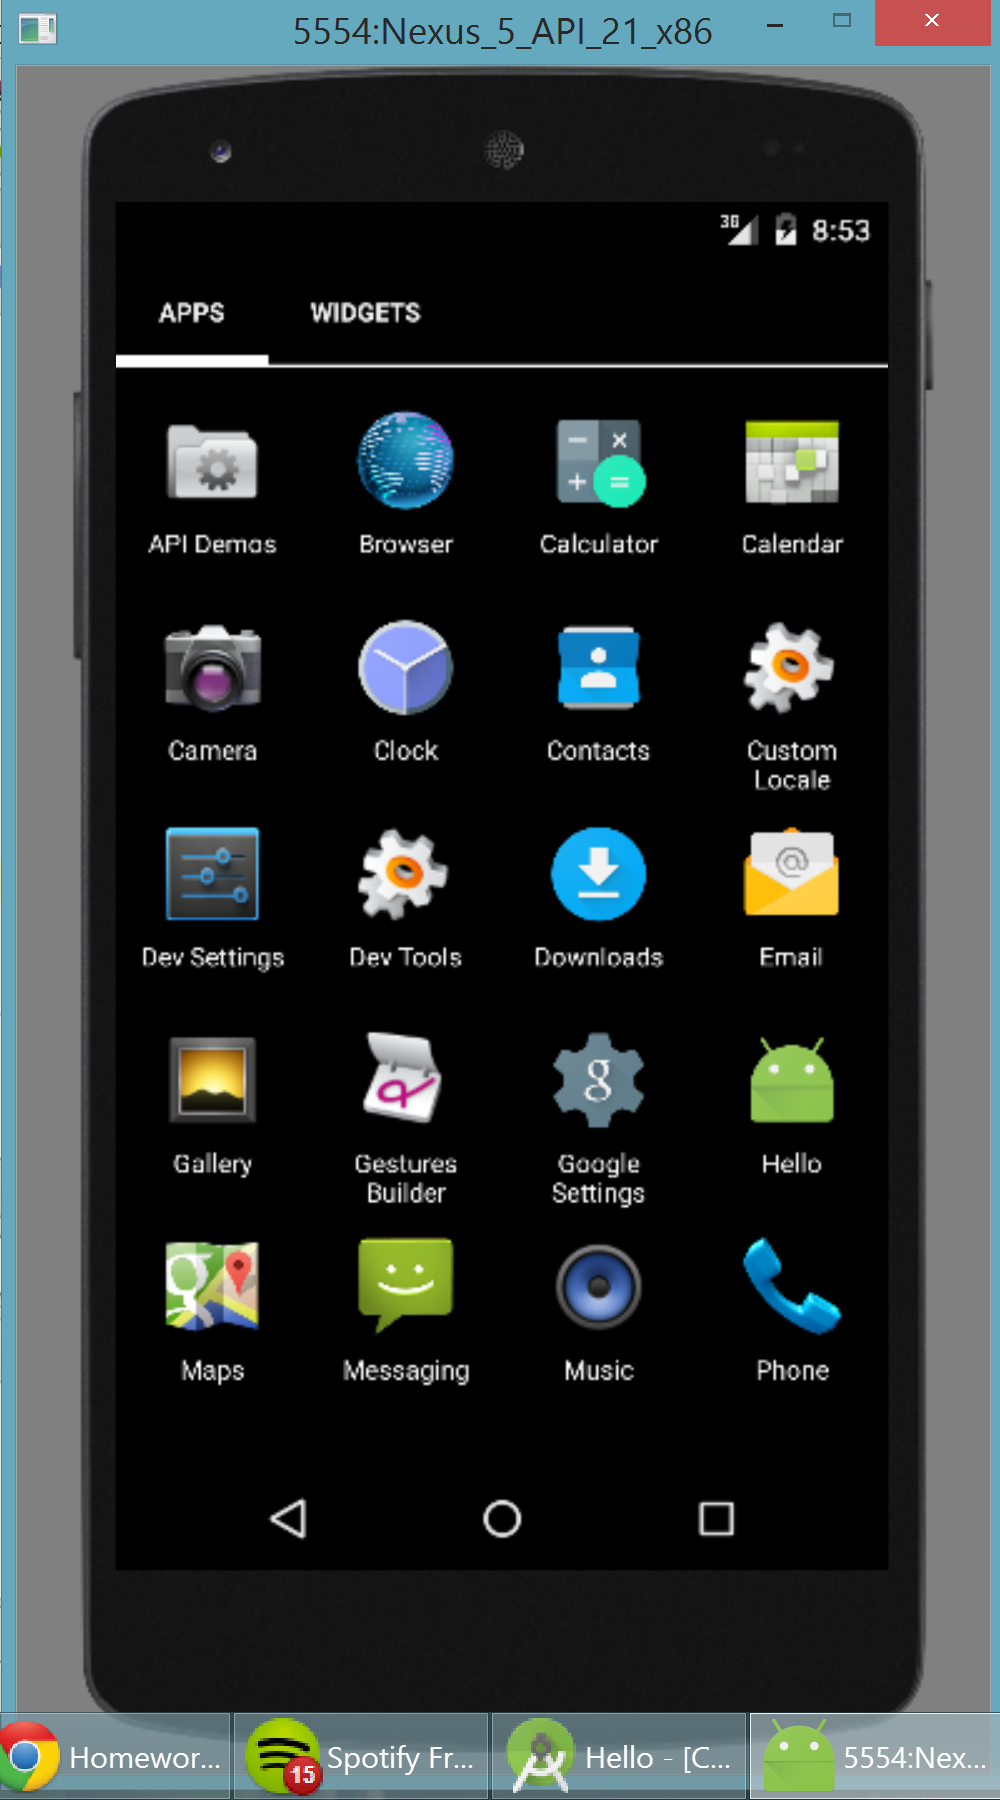 5554:Nexus_5_API_21_x86
3G 8:53
APPS WIDGETS
API Demos Browser Calculator Calendar
Camera Clock Contacts Custom
Locale
Dev Settings Dev Tools Downloads Email
Gallery Gestures Google Hello
Builder Settings
Maps Messaging Music Phone
Homewor... Spotify Fr... Hello - [C... 5554:Nex...
15